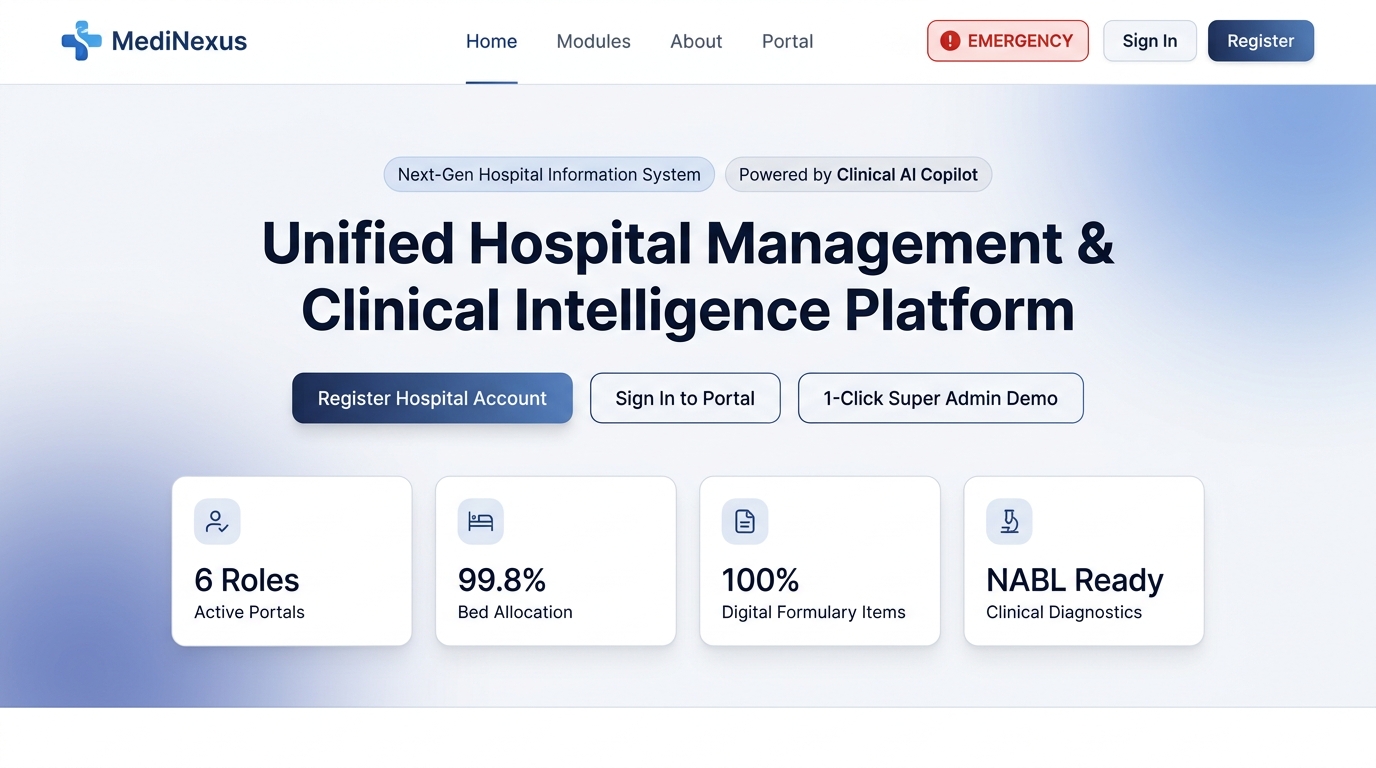 MediNexus
Home
Modules
About
Portal
EMERGENCY
Sign In
Register
Next-Gen Hospital Information System
Powered by Clinical AI Copilot
Unified Hospital Management &
Clinical Intelligence Platform
Register Hospital Account
Sign In to Portal
1-Click Super Admin Demo
6 Roles
Active Portals
99.8%
Bed Allocation
100%
Digital Formulary Items
NABL Ready
Clinical Diagnostics